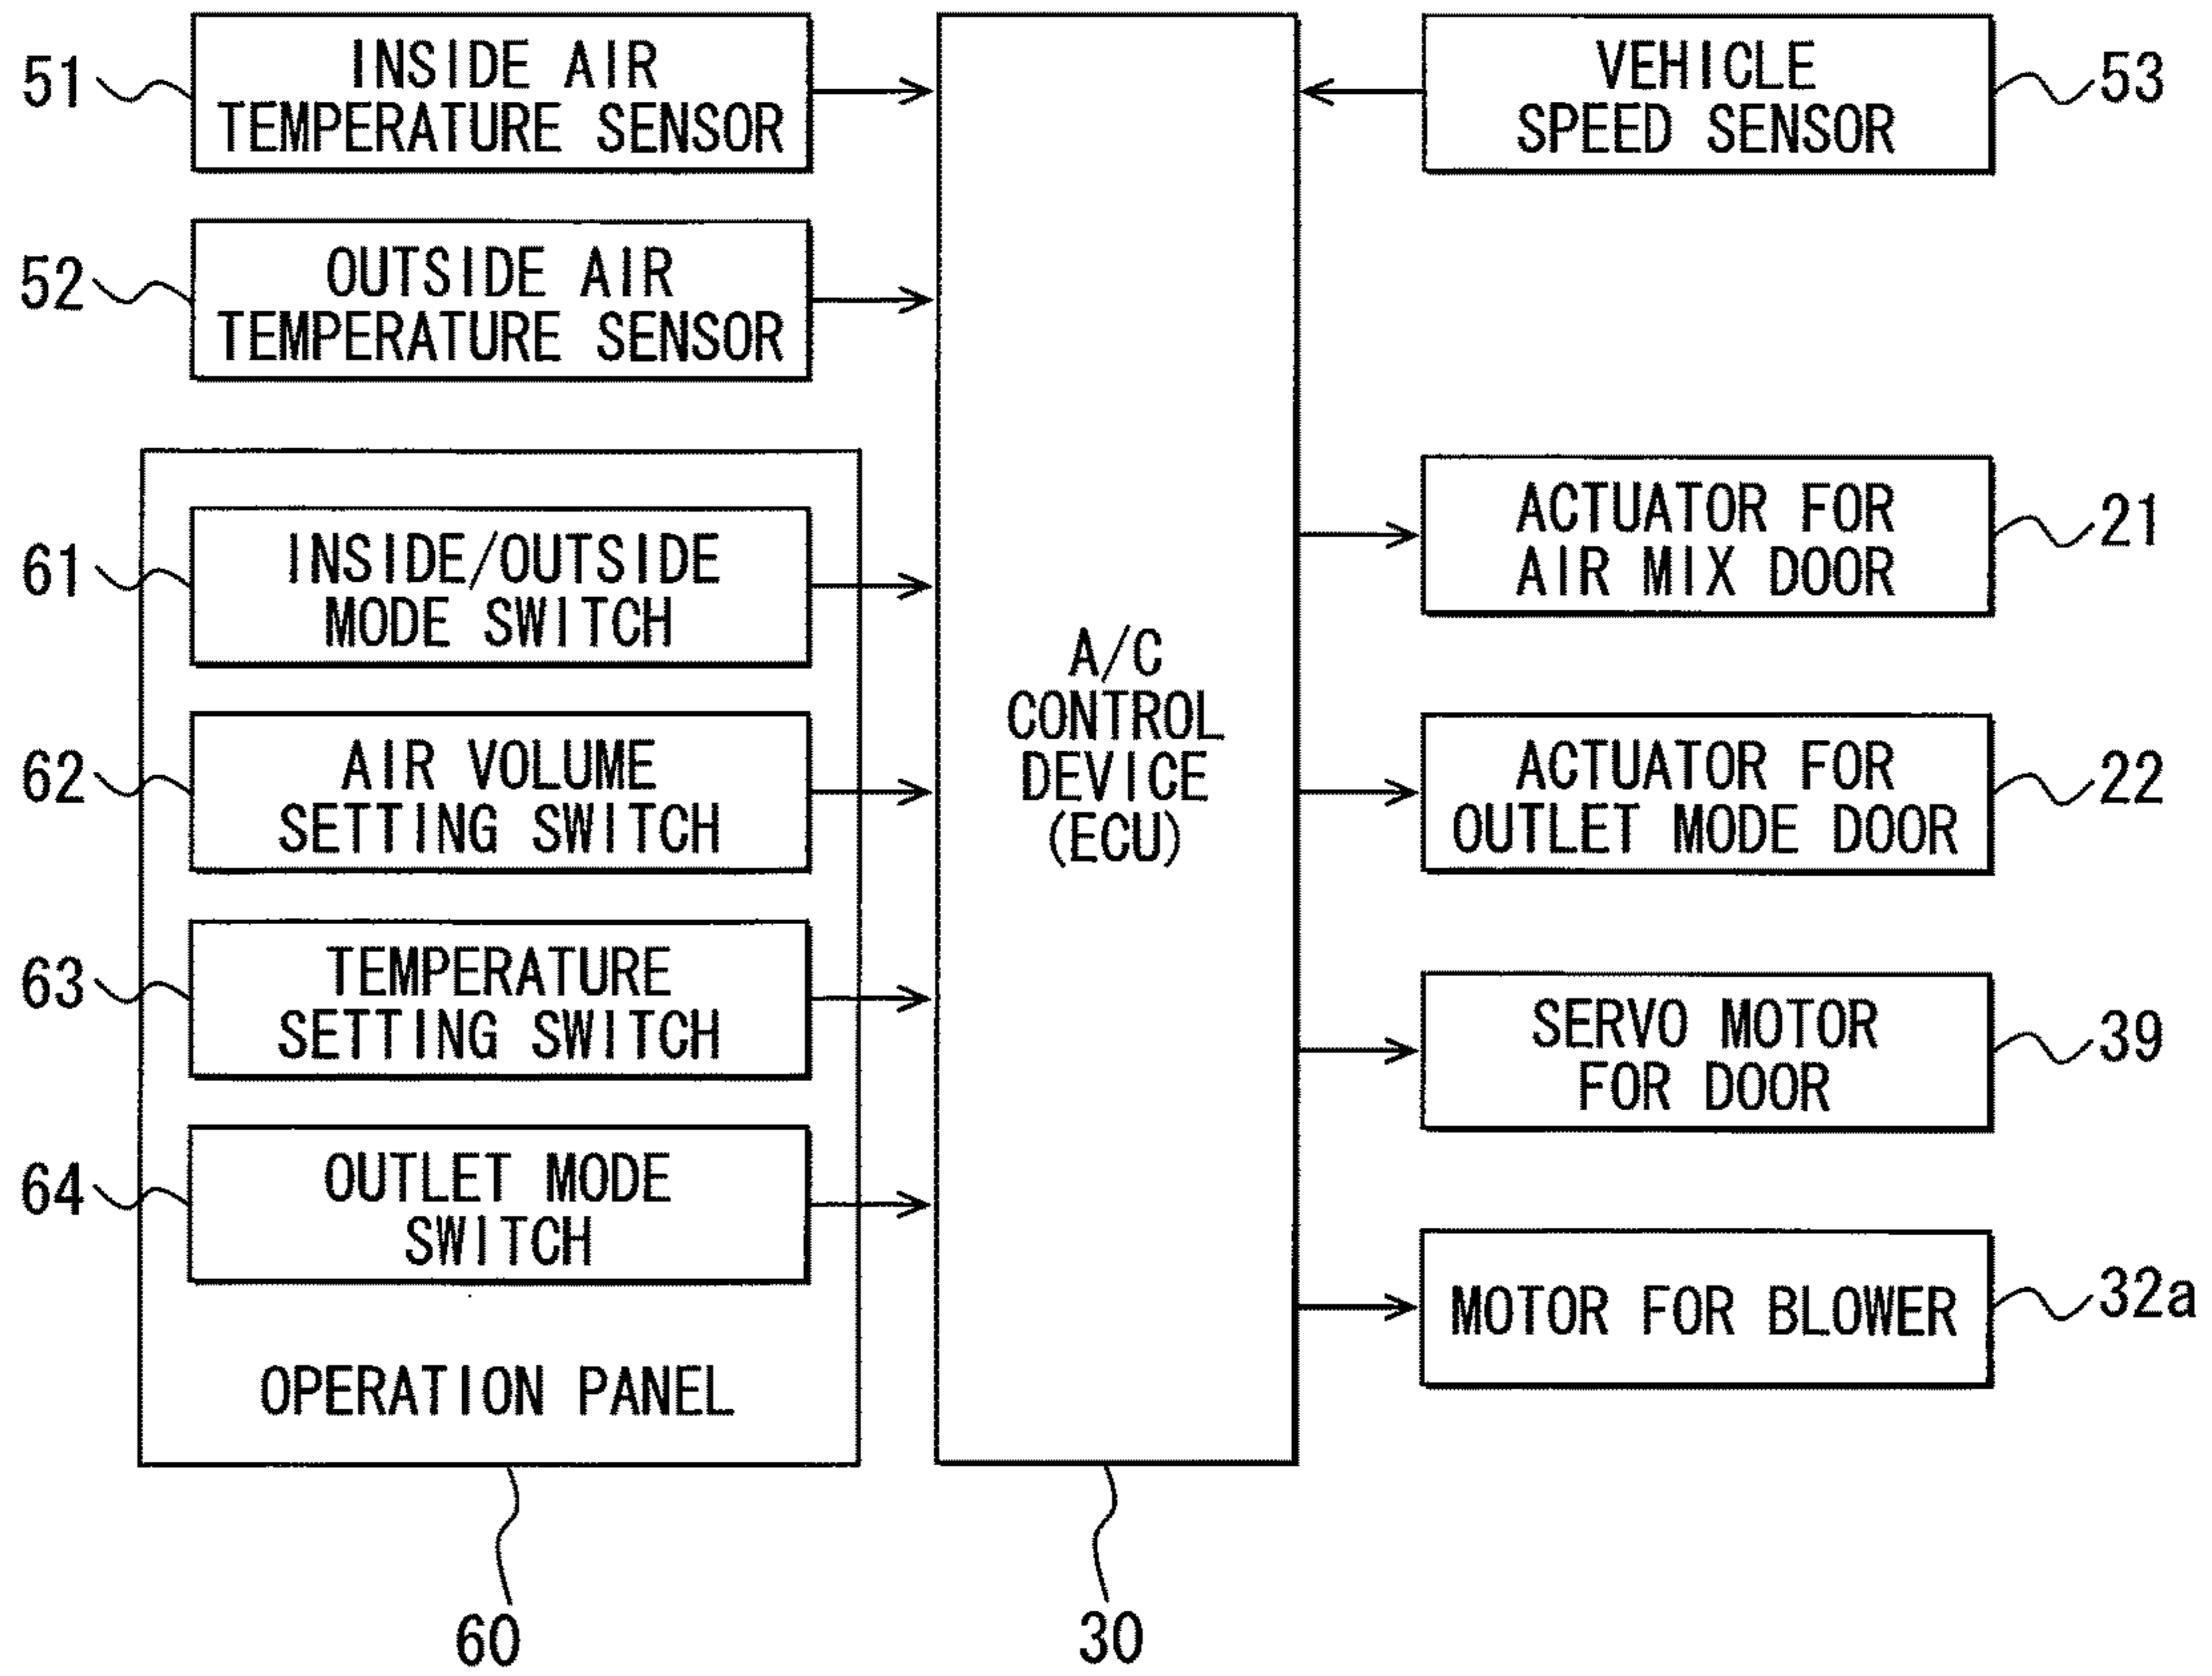 51
INSIDE AIR
TEMPERATURE SENSOR
52
OUTSIDE AIR
TEMPERATURE SENSOR
61
INSIDE/OUTSIDE
MODE SWITCH
62
AIR VOLUME
SETTING SWITCH
63
TEMPERATURE
SETTING SWITCH
64
OUTLET MODE
SWITCH
OPERATION PANEL
60
A/C
CONTROL
DEVICE
(ECU)
30
VEHICLE
SPEED SENSOR
53
ACTUATOR FOR
AIR MIX DOOR
21
ACTUATOR FOR
OUTLET MODE DOOR
22
SERVO MOTOR
FOR DOOR
39
MOTOR FOR BLOWER
32a